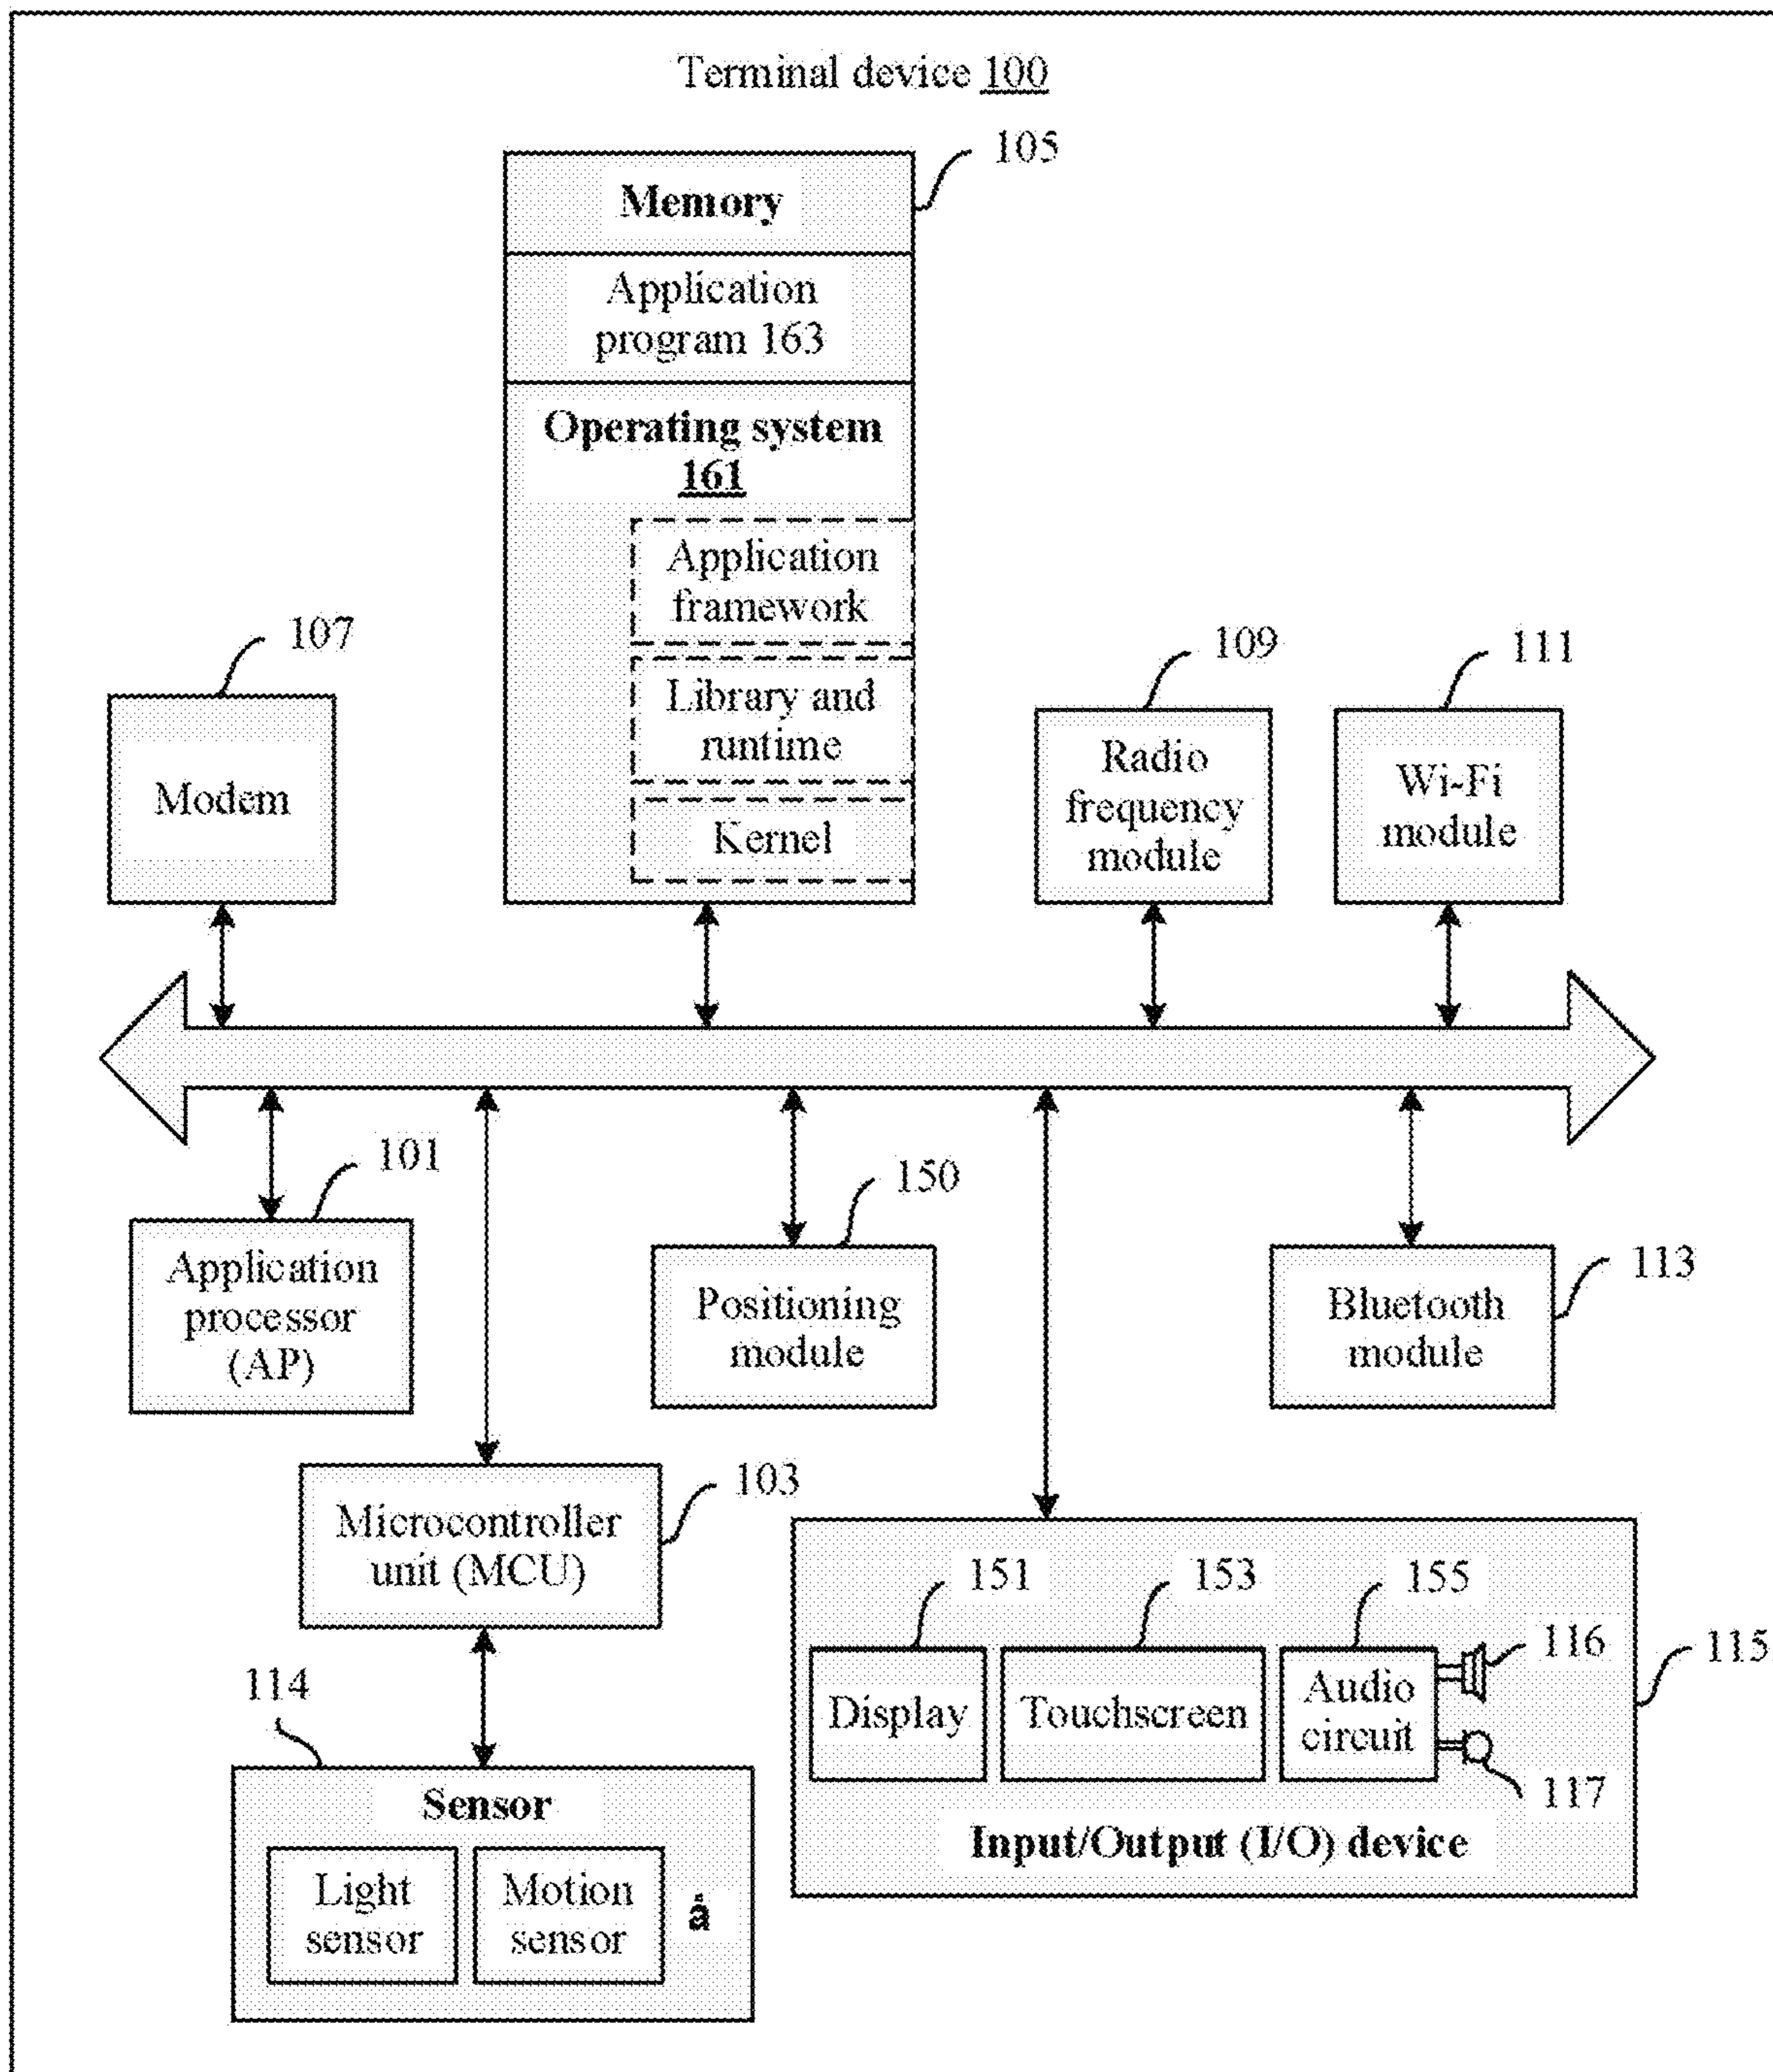 Terminal device 100
105
Memory
Application
program 163
Operating system
161
Application
framework
Library and
runtime
Kernel
107
Modem
109
Radio
frequency
module
111
Wi-Fi
module
101
Application
processor
(AP)
150
Positioning
module
113
Bluetooth
module
103
Microcontroller
unit (MCU)
114
Sensor
Light
sensor
Motion
sensor
151
Display
153
Touchscreen
155
Audio
circuit
116
117
115
Input/Output (I/O) device